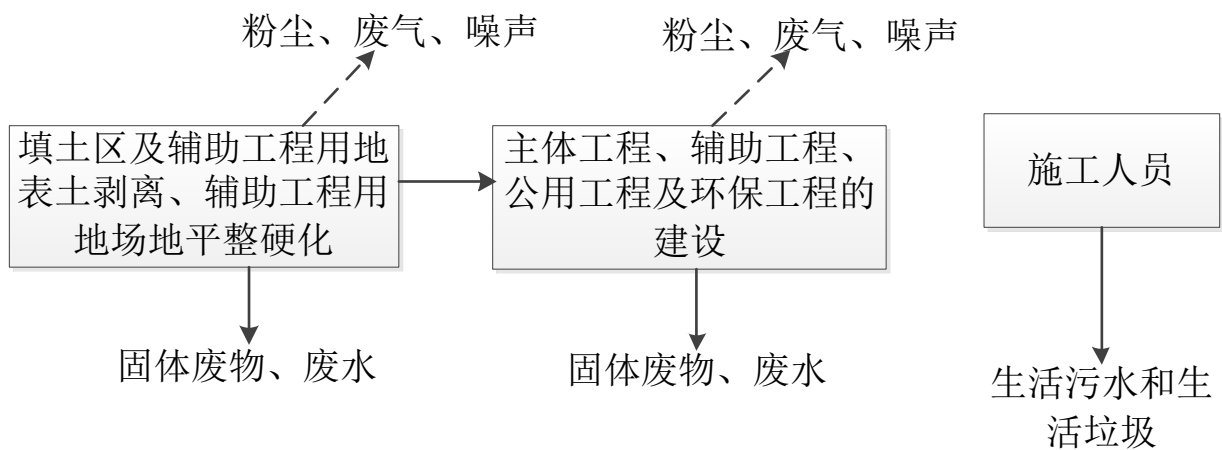 粉尘、废气、噪声
粉尘、废气、噪声
填土区及辅助工程用地
表土剥离、辅助工程用
地场地平整硬化
主体工程、辅助工程、
公用工程及环保工程的
建设
施工人员
固体废物、废水
固体废物、废水
生活污水和生
活垃圾